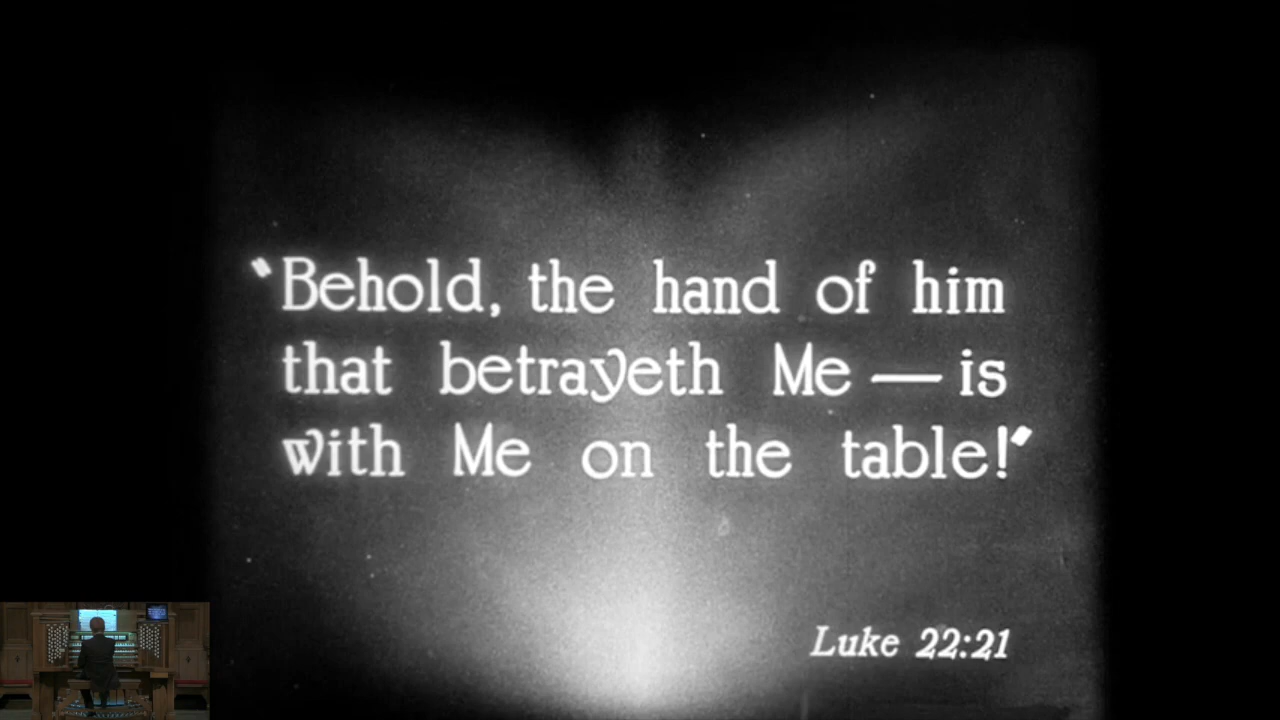 "Behold, the hand of him
that betrayeth Me — is
with Me on the table!"
Luke 22:21